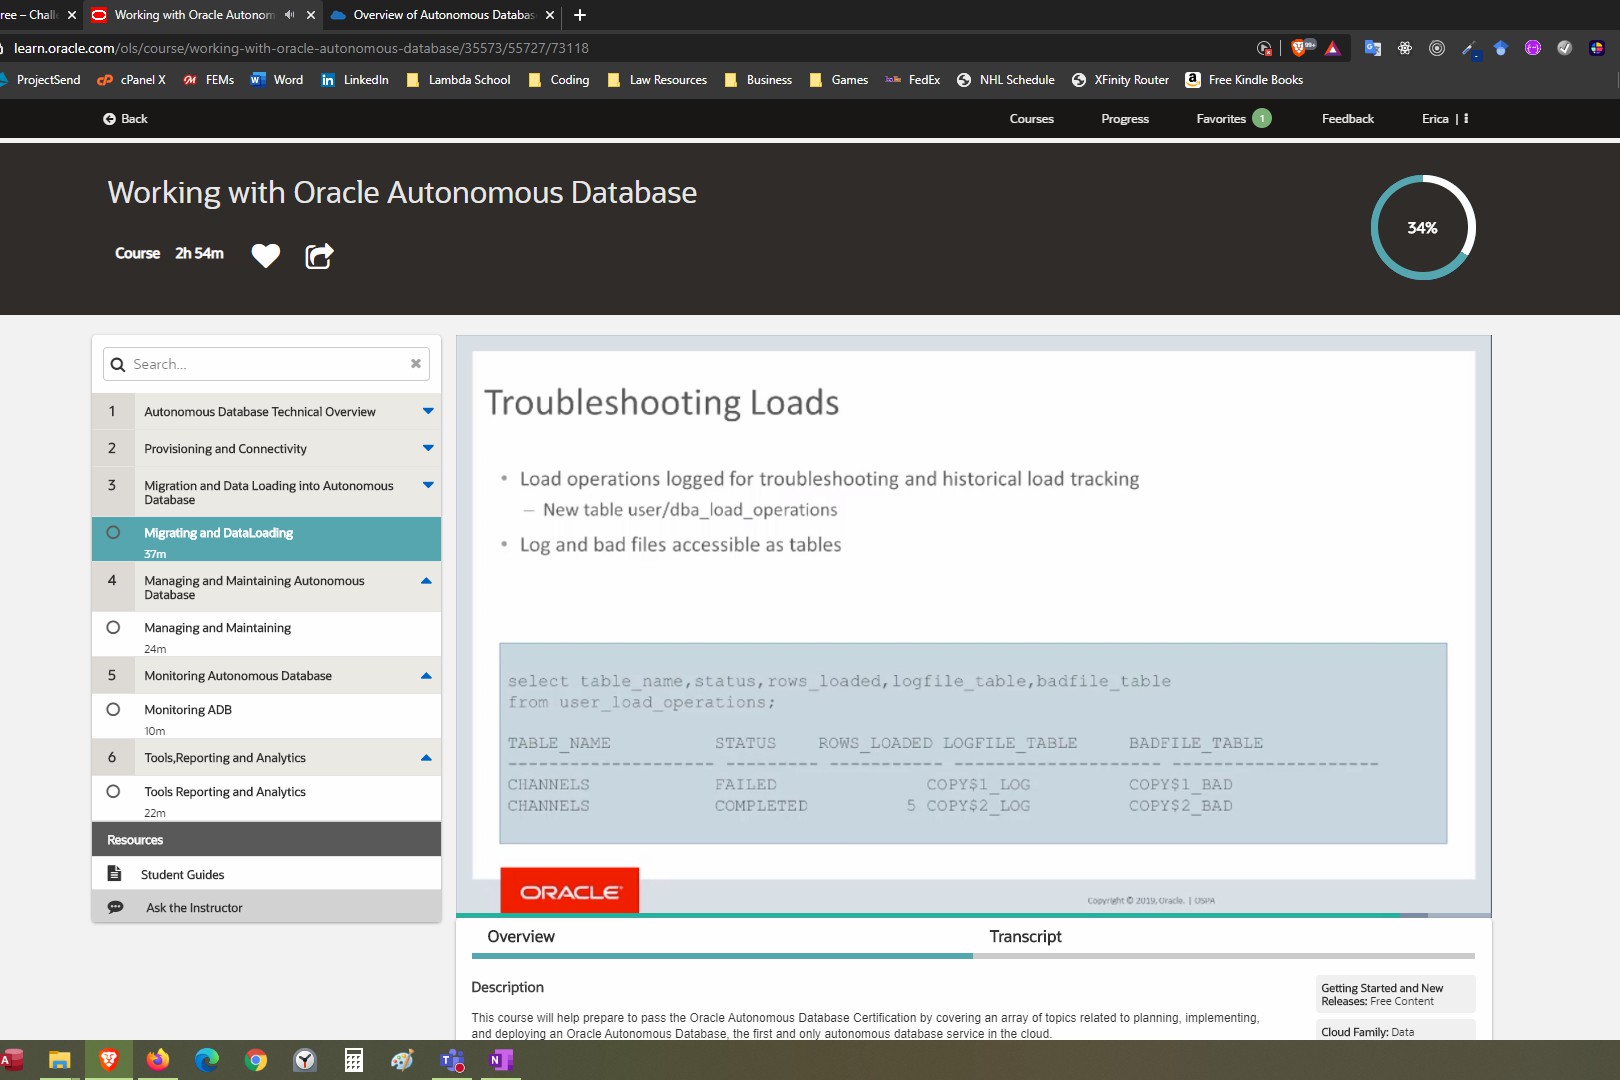 ree – Chall
Working with Oracle Autonom
Overview of Autonomous Databas
learn.oracle.com/ols/course/working-with-oracle-autonomous-database/35573/55727/73118
99+
ProjectSend cPanel X FEMs Word LinkedIn Lambda School Coding Law Resources Business Games FedEx NHL Schedule XFinity Router Free Kindle Books
Back
Courses Progress Favorites 1 Feedback Erica
Working with Oracle Autonomous Database
34%
Course 2h 54m
Search...
1 Autonomous Database Technical Overview
2 Provisioning and Connectivity
3 Migration and Data Loading into Autonomous
Database
Migrating and DataLoading
37m
4 Managing and Maintaining Autonomous
Database
Managing and Maintaining
24m
5 Monitoring Autonomous Database
Monitoring ADB
10m
6 Tools,Reporting and Analytics
Tools Reporting and Analytics
22m
Resources
Student Guides
Ask the Instructor
Troubleshooting Loads
• Load operations logged for troubleshooting and historical load tracking
– New table user/dba_load_operations
• Log and bad files accessible as tables
select table_name,status,rows_loaded,logfile_table,badfile_table
from user_load_operations;
TABLE_NAME STATUS ROWS_LOADED LOGFILE_TABLE BADFILE_TABLE
-------------------- --------- ----------- -------------------- --------------------
CHANNELS FAILED COPY$1_LOG COPY$1_BAD
CHANNELS COMPLETED 5 COPY$2_LOG COPY$2_BAD
ORACLE
Copyright © 2019, Oracle. | OSPA
Overview Transcript
Description
This course will help prepare to pass the Oracle Autonomous Database Certification by covering an array of topics related to planning, implementing,
and deploying an Oracle Autonomous Database, the first and only autonomous database service in the cloud.
Getting Started and New
Releases: Free Content
Cloud Family: Data